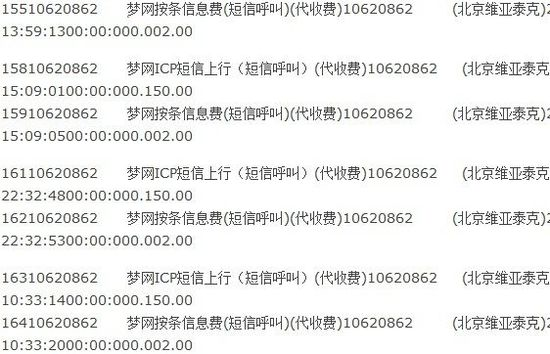 15510620862 梦网按条信息费(短信呼叫)(代收费)10620862 (北京维亚泰克)2
13:59:1300:00:000.002.00
15810620862 梦网ICP短信上行（短信呼叫）(代收费)10620862 (北京维亚泰克)
15:09:0100:00:000.150.00
15910620862 梦网按条信息费(短信呼叫)(代收费)10620862 (北京维亚泰克)2
15:09:0500:00:000.002.00
16110620862 梦网ICP短信上行（短信呼叫）(代收费)10620862 (北京维亚泰克)
22:32:4800:00:000.150.00
16210620862 梦网按条信息费(短信呼叫)(代收费)10620862 (北京维亚泰克)2
22:32:5300:00:000.002.00
16310620862 梦网ICP短信上行（短信呼叫）(代收费)10620862 (北京维亚泰克)
10:33:1400:00:000.150.00
16410620862 梦网按条信息费(短信呼叫)(代收费)10620862 (北京维亚泰克)2
10:33:2000:00:000.002.00